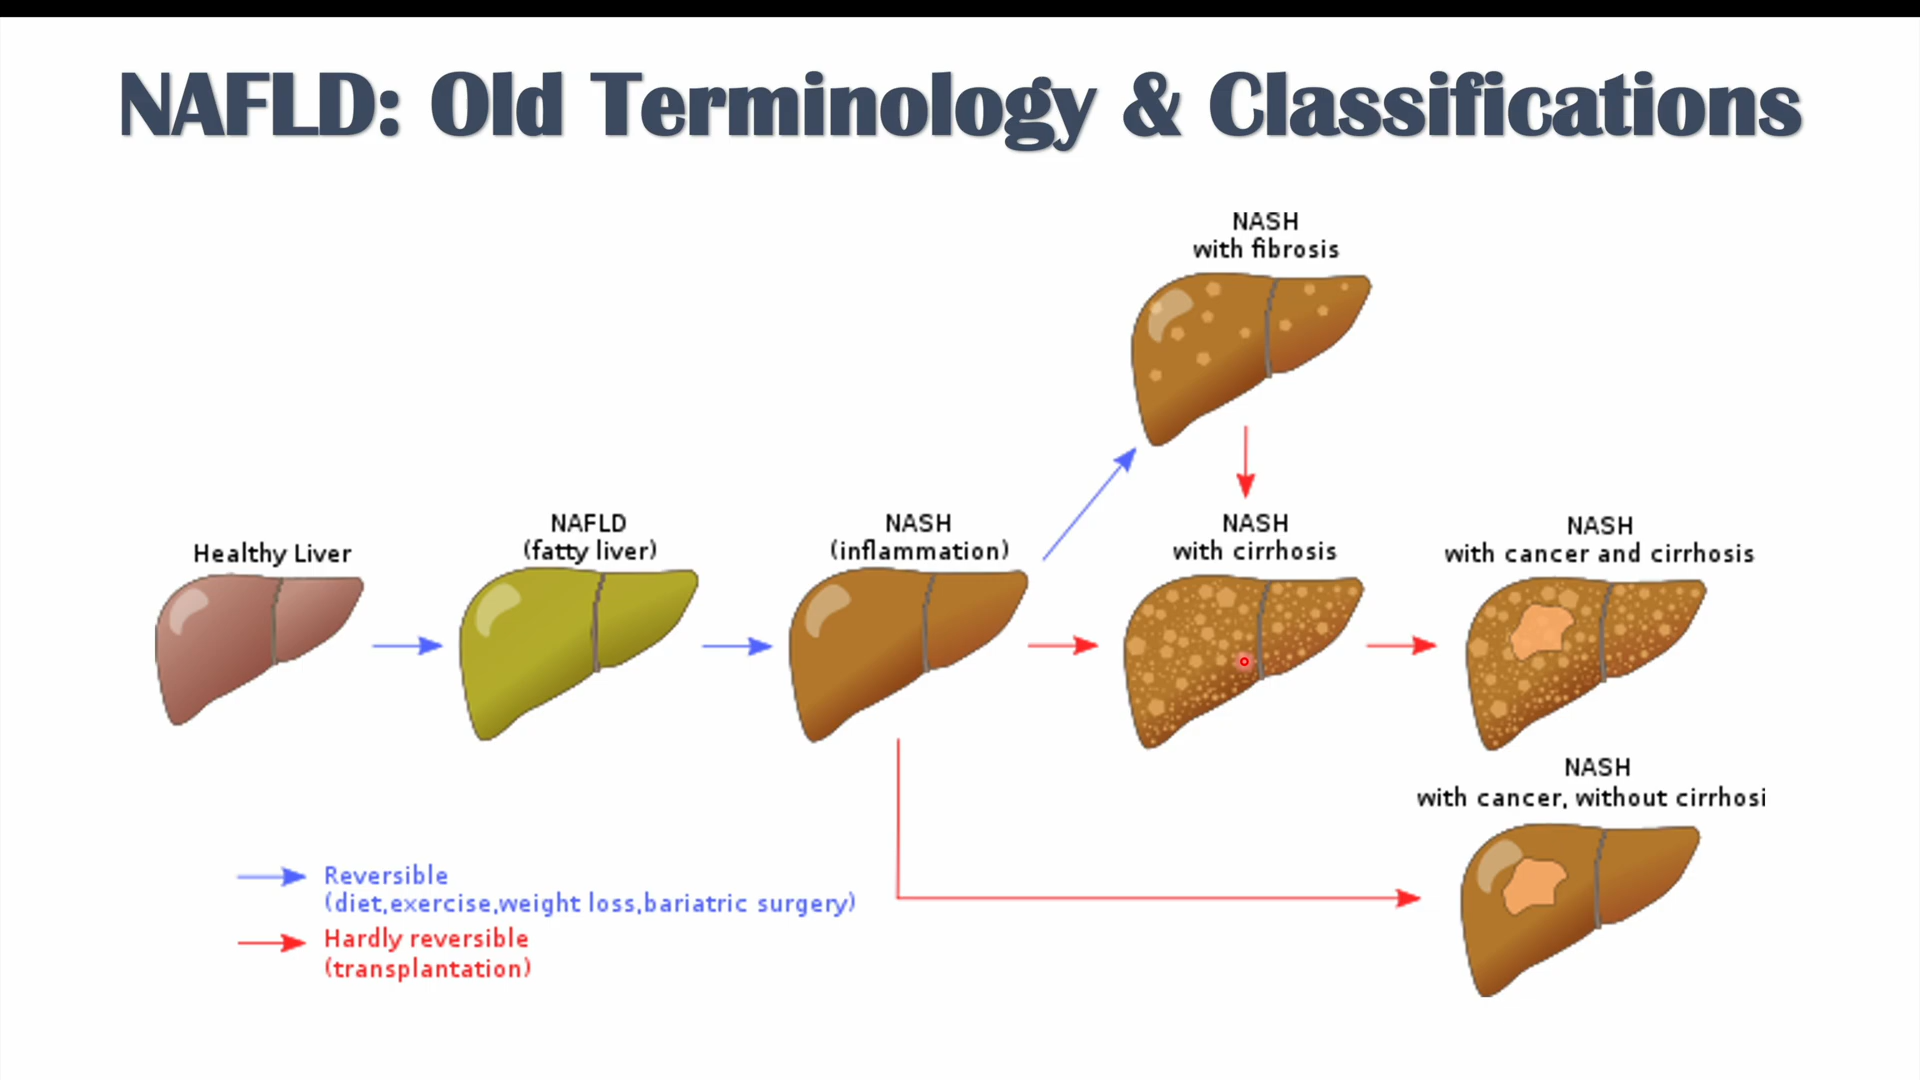 NAFLD: Old Terminology & Classifications
NASH
with fibrosis
Healthy Liver
NAFLD
(fatty liver)
NASH
(inflammation)
NASH
with cirrhosis
NASH
with cancer and cirrhosis
NASH
with cancer, without cirrhosi
Reversible
(diet,exercise,weight loss,bariatric surgery)
Hardly reversible
(transplantation)